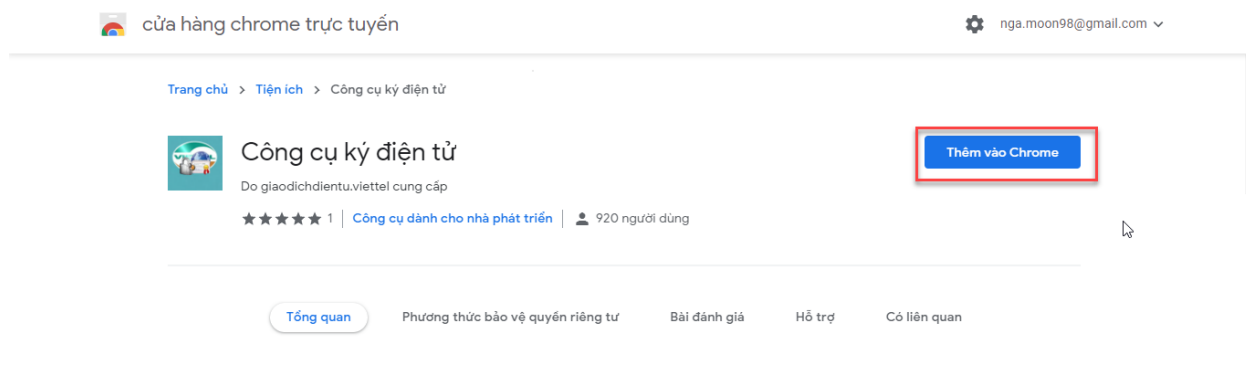 cửa hàng chrome trực tuyến
nga.moon98@gmail.com
Trang chủ > Tiện ích > Công cụ ký điện tử
Công cụ ký điện tử
Thêm vào Chrome
Do giaodichdientu.viettel cung cấp
★★★★★ 1 | Công cụ dành cho nhà phát triển | 920 người dùng
Tổng quan Phương thức bảo vệ quyền riêng tư Bài đánh giá Hỗ trợ Có liên quan